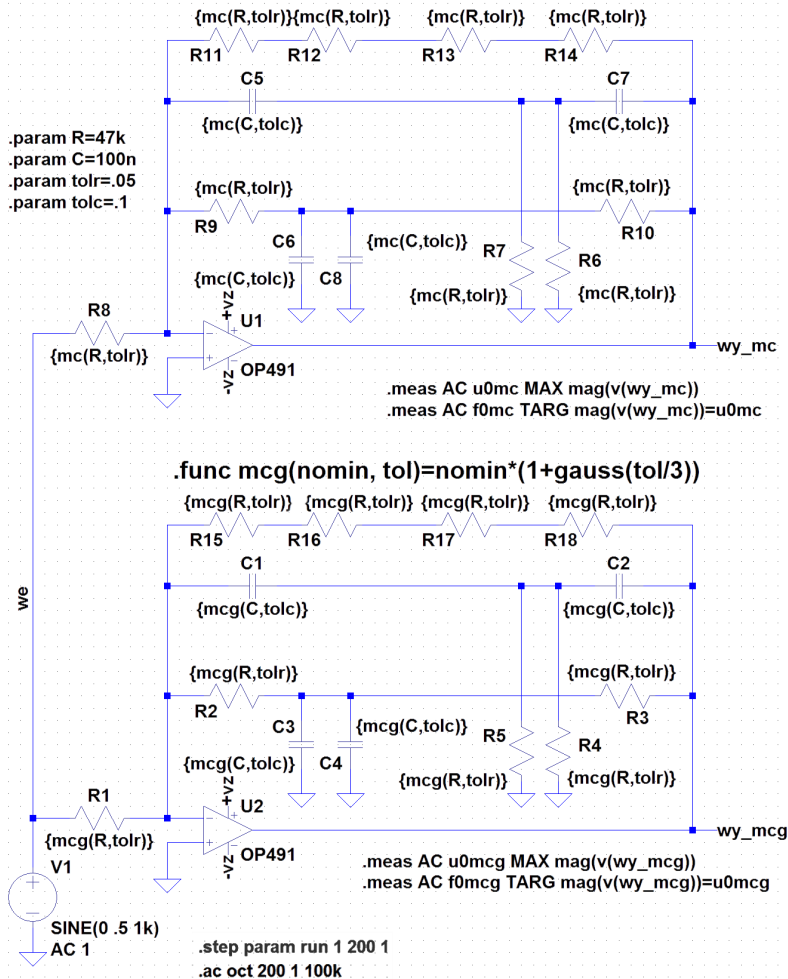 {mc(R,tolr)}{mc(R,tolr)} {mc(R,tolr)} {mc(R,tolr)}
R11 R12 R13 R14
C5 C7
{mc(C,tolc)} {mc(C,tolc)}
.param R=47k
.param C=100n
.param tolr=.05
.param tolc=.1
{mc(R,tolr)} {mc(R,tolr)}
R9 R10
C6 {mc(C,tolc)} R7 R6
{mc(C,tolc)} C8 {mc(R,tolr)} {mc(R,tolr)}
R8 +vz U1
{mc(R,tolr)}
-vz OP491 wy_mc
.meas AC u0mc MAX mag(v(wy_mc))
.meas AC f0mc TARG mag(v(wy_mc))=u0mc
.func mcg(nomin, tol)=nomin*(1+gauss(tol/3))
{mcg(R,tolr)} {mcg(R,tolr)} {mcg(R,tolr)} {mcg(R,tolr)}
R15 R16 R17 R18
C1 C2
{mcg(C,tolc)} {mcg(C,tolc)}
we
{mcg(R,tolr)} {mcg(R,tolr)}
R2 R3
C3 {mcg(C,tolc)} R5 R4
{mcg(C,tolc)} C4 {mcg(R,tolr)} {mcg(R,tolr)}
R1 +vz U2
{mcg(R,tolr)}
-vz OP491 wy_mcg
.meas AC u0mcg MAX mag(v(wy_mcg))
.meas AC f0mcg TARG mag(v(wy_mcg))=u0mcg
V1
SINE(0 .5 1k)
AC 1
.step param run 1 200 1
.ac oct 200 1 100k